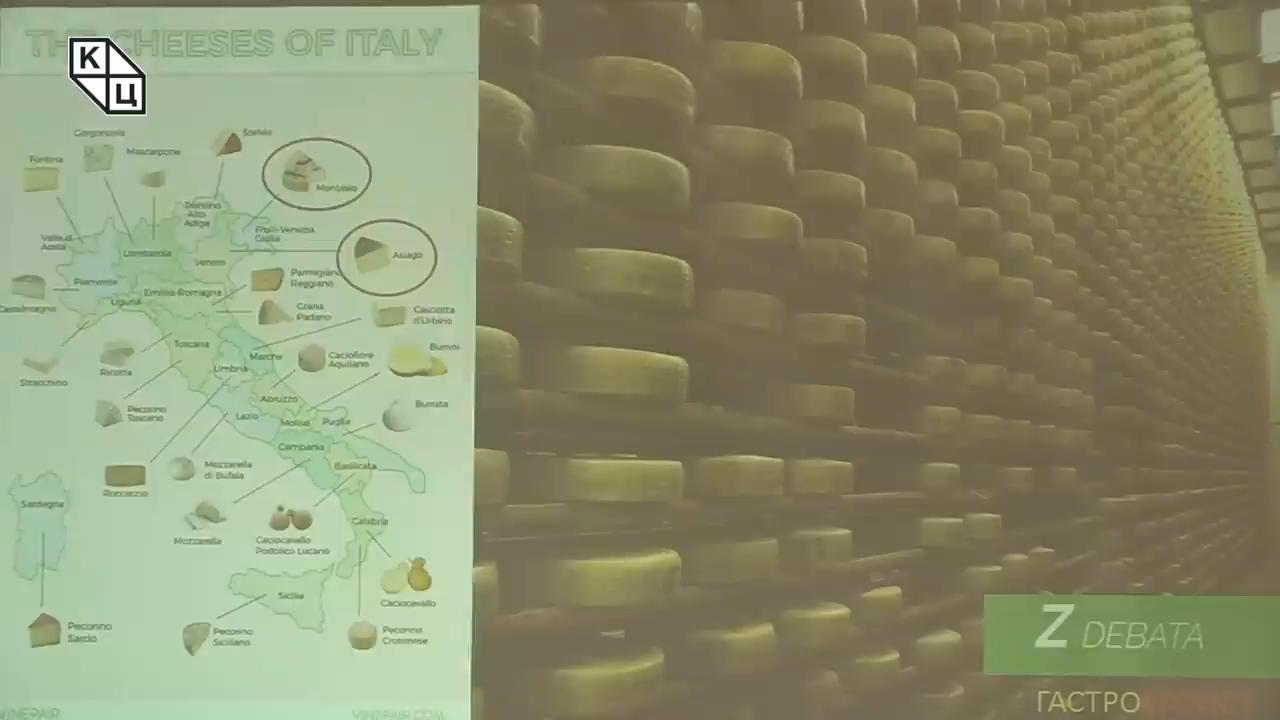 THE CHEESES OF ITALY
К
Ц
Gorgonzola
Mascarpone
Fontina
Montasio
Trentino
Alto
Adige
Friuli-Venezia
Giulia
Valle d'
Aosta
Lombardia
Veneto
Asiago
Piemonte
Parmigiano
Reggiano
Emilia-Romagna
Liguria
Castelmagno
Grana
Padano
Casciotta
d'Urbino
Toscana
Marche
Caciofiore
Aquilano
Ricotta
Umbria
Stracchino
Abruzzo
Pecorino
Toscano
Lazio
Molise
Puglia
Burrata
Campania
Mozzarella
di Bufala
Basilicata
Sardegna
Calabria
Mozzarella
Caciocavallo
Podolico Lucano
Sicilia
Caciocavallo
Pecorino
Sardo
Pecorino
Siciliano
Pecorino
Crotonese
VINEPAIR
VINEPAIR.COM
Z DEBATA
ГАСТРО